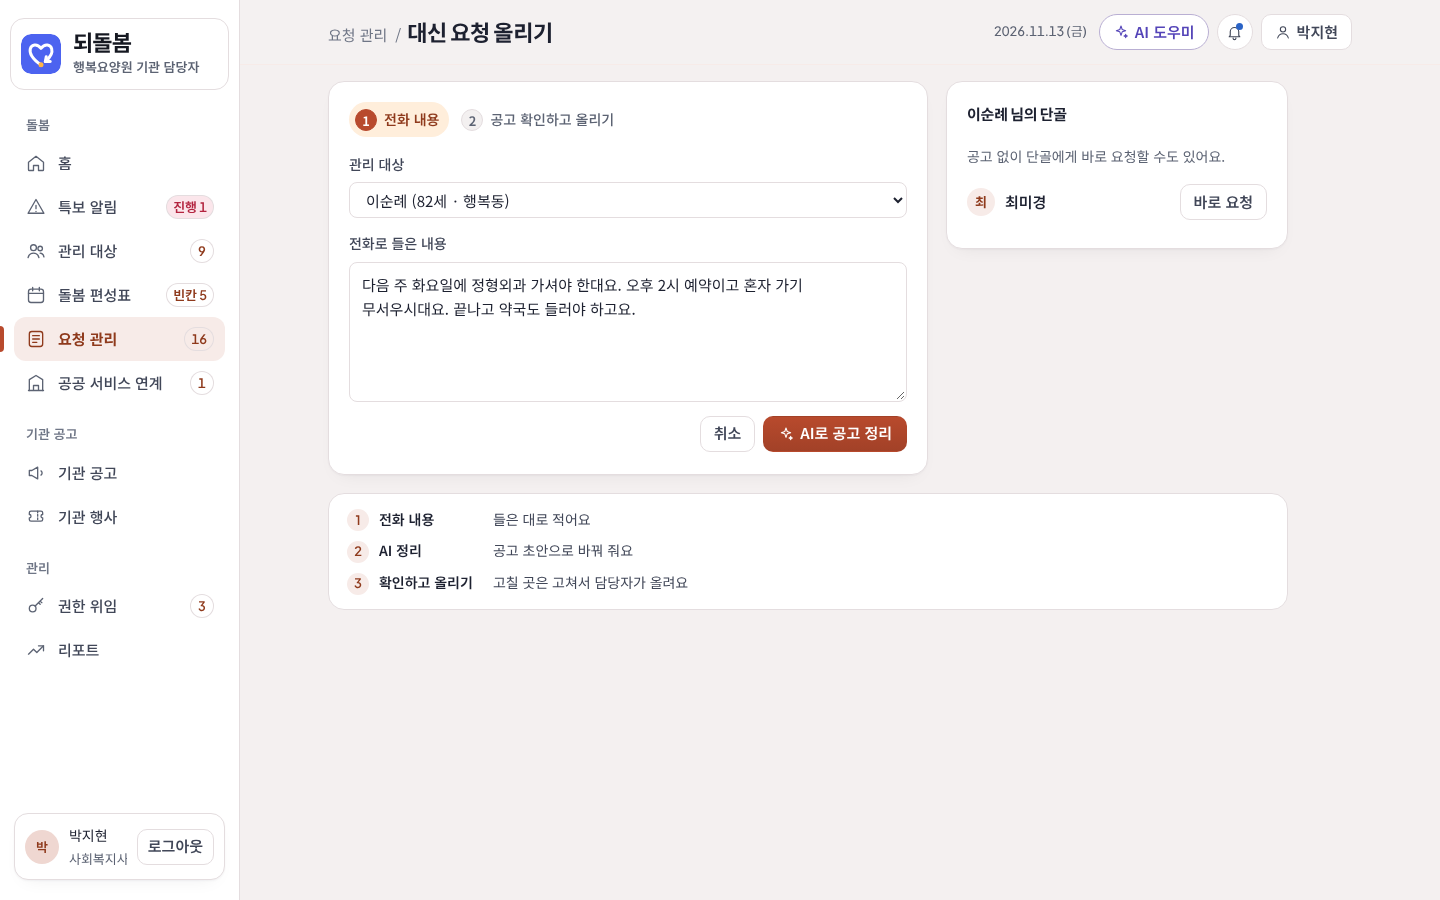 되돌봄
행복요양원 기관 담당자
돌봄
홈
특보 알림 진행 1
관리 대상 9
돌봄 편성표 빈칸 5
요청 관리 16
공공 서비스 연계 1
기관 공고
기관 공고
기관 행사
관리
권한 위임 3
리포트
박 박지현
사회복지사
로그아웃
요청 관리 / 대신 요청 올리기
2026.11.13 (금) AI 도우미 박지현
1 전화 내용 2 공고 확인하고 올리기
관리 대상
이순례 (82세 · 행복동)
전화로 들은 내용
다음 주 화요일에 정형외과 가셔야 한대요. 오후 2시 예약이고 혼자 가기
무서우시대요. 끝나고 약국도 들러야 하고요.
취소 AI로 공고 정리
이순례 님의 단골
공고 없이 단골에게 바로 요청할 수도 있어요.
최 최미경 바로 요청
1 전화 내용 들은 대로 적어요
2 AI 정리 공고 초안으로 바꿔 줘요
3 확인하고 올리기 고칠 곳은 고쳐서 담당자가 올려요